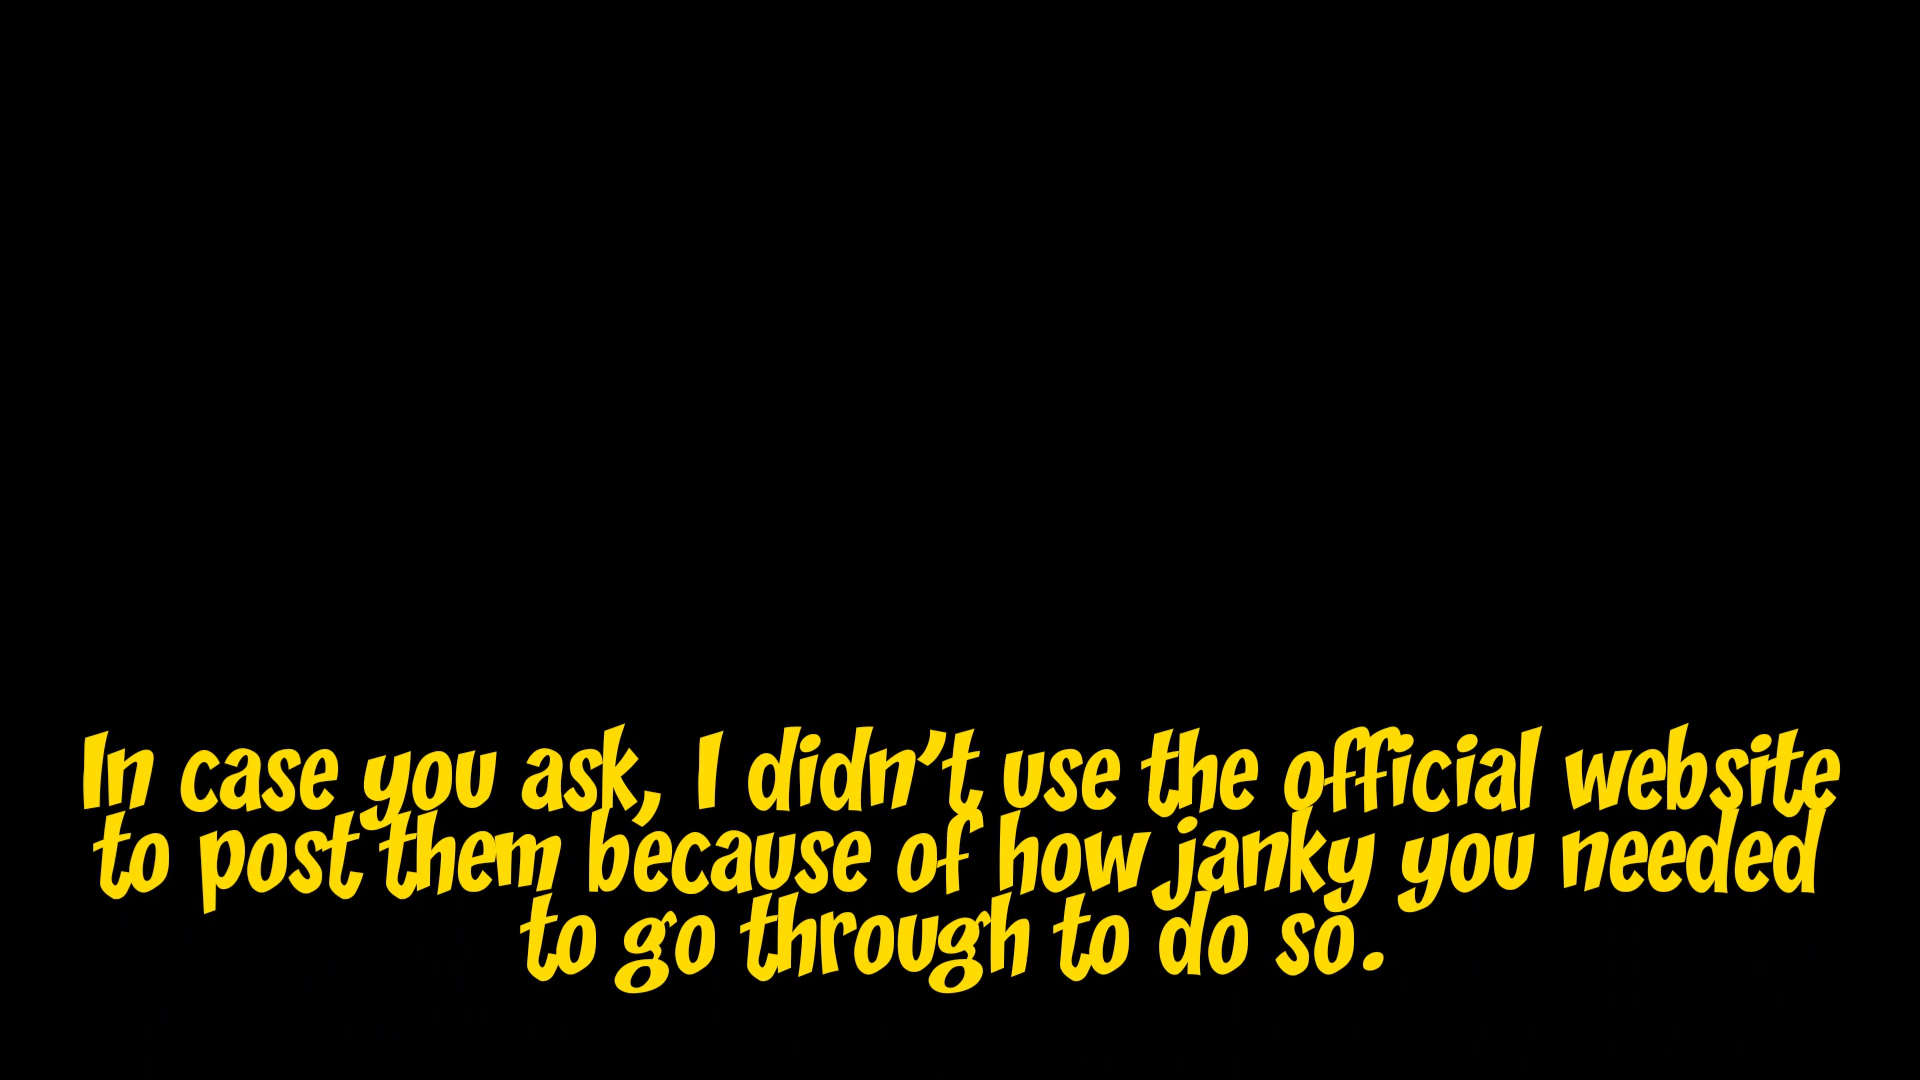 In case you ask, I didn't use the official website
to post them because of how janky you needed
to go through to do so.